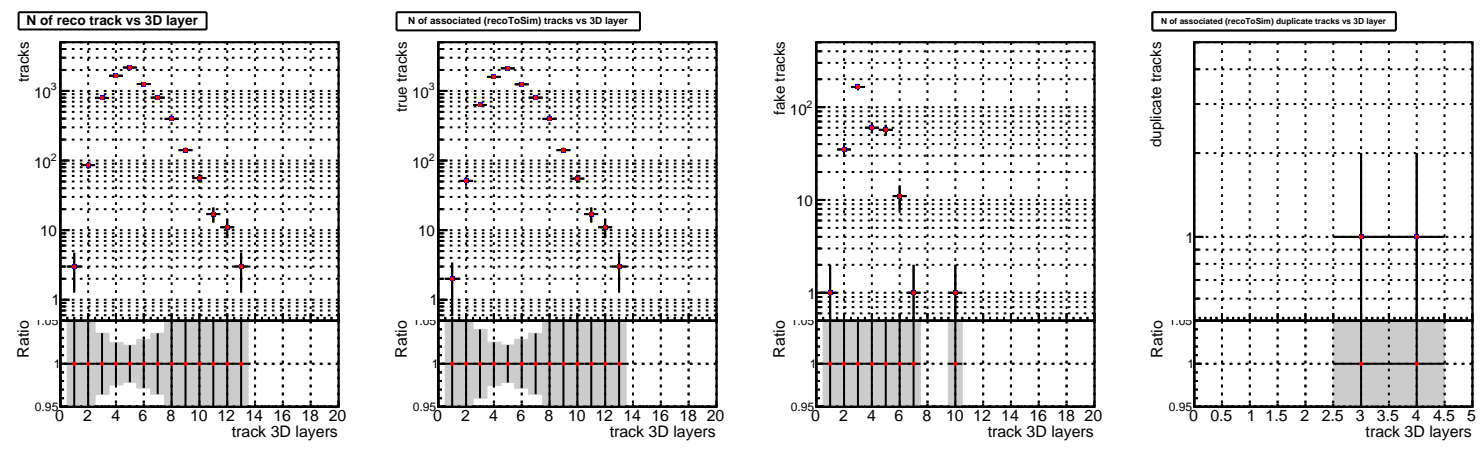 N of reco track vs 3D layer
tracks
10³
10²
10
1
Ratio
1.05
1
0.95
0 2 4 6 8 10 12 14 16 18 20
track 3D layers
N of associated (recoToSim) tracks vs 3D layer
true tracks
10³
10²
10
1
Ratio
1.05
1
0.95
0 2 4 6 8 10 12 14 16 18 20
track 3D layers
fake tracks
10²
10
1
Ratio
1.05
1
0.95
0 2 4 6 8 10 12 14 16 18 20
track 3D layers
N of associated (recoToSim) duplicate tracks vs 3D layer
duplicate tracks
1
Ratio
1.05
1
0.95
0 0.5 1 1.5 2 2.5 3 3.5 4 4.5 5
track 3D layers